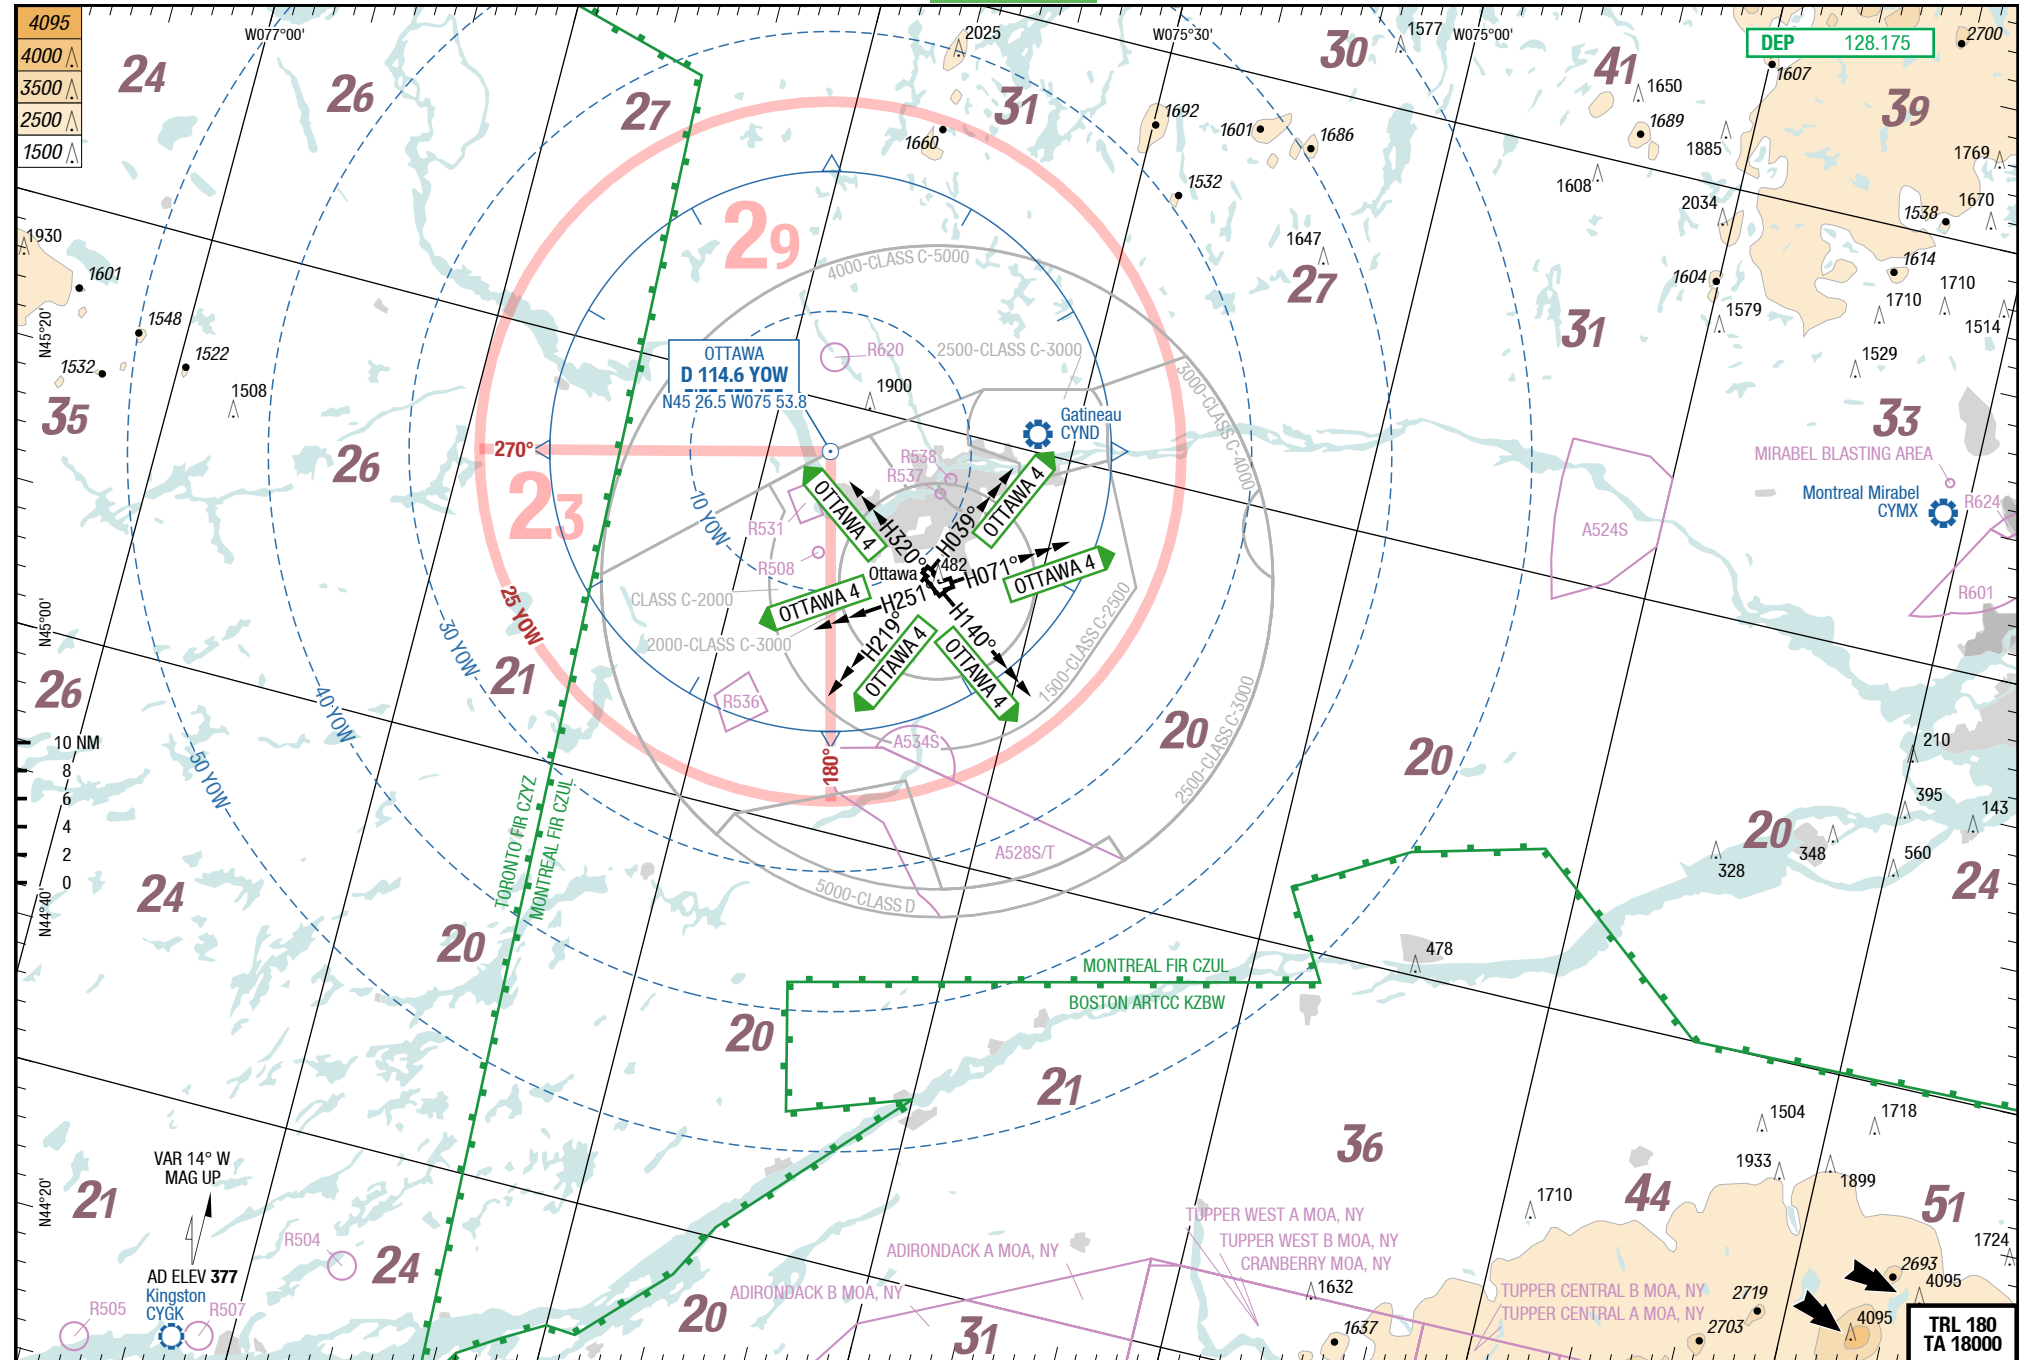 4095
4000
3500
2500
1500
W077°00'
W075°30'
W075°00'
DEP 128.175
24
26
27
31
30
41
39
2025
1577
2700
1607
1650
1689
1885
1769
1660
1692
1601
1686
1532
1608
2034
1538
1670
1930
1601
1647
1604
1614
1710
1710
1579
1514
29
27
31
4000-CLASS C-5000
N45°20'
1548
1532
1522
1508
1529
35
26
33
OTTAWA
D 114.6 YOW
N45 26.5 W075 53.8
R620
1900
2500-CLASS C-3000
3000-CLASS C-4000
Gatineau
CYND
270°
23
R538
R537
R531
R508
10 YOW
OTTAWA 4
H320°
H039°
OTTAWA 4
MIRABEL BLASTING AREA
Montreal Mirabel
CYMX
R624
A524S
R601
Ottawa
482
H071°
OTTAWA 4
H251°
OTTAWA 4
CLASS C-2000
2000-CLASS C-3000
H219°
OTTAWA 4
H140°
OTTAWA 4
1500-CLASS C-2500
2500-CLASS C-3000
25 YOW
30 YOW
40 YOW
50 YOW
N45°00'
26
21
R536
A534S
180°
20
20
20
24
10 NM
8
6
4
2
0
210
395
143
348
328
560
TORONTO FIR CZYZ
MONTREAL FIR CZUL
A528S/T
5000-CLASS D
N44°40'
24
20
478
MONTREAL FIR CZUL
BOSTON ARTCC KZBW
20
21
36
44
51
1504
1718
1933
1899
1710
1724
VAR 14° W
MAG UP
N44°20'
21
R504
24
AD ELEV 377
Kingston
CYGK
R505
R507
20
31
ADIRONDACK A MOA, NY
ADIRONDACK B MOA, NY
TUPPER WEST A MOA, NY
TUPPER WEST B MOA, NY
CRANBERRY MOA, NY
1632
1637
TUPPER CENTRAL B MOA, NY
TUPPER CENTRAL A MOA, NY
2719
2703
2693
4095
4095
TRL 180
TA 18000